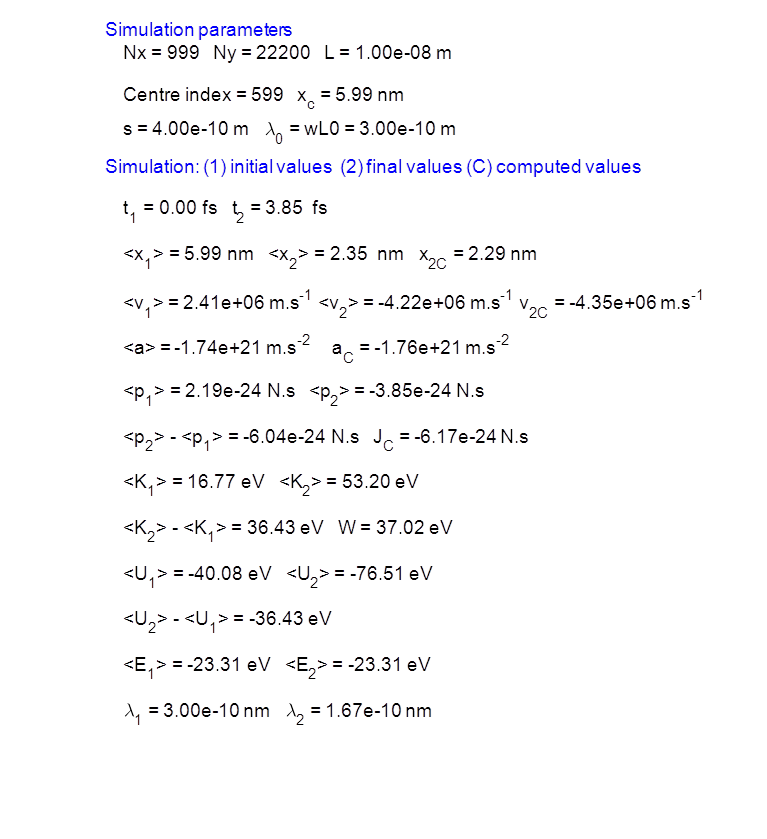 Simulation parameters
Nx = 999 Ny = 22200 L = 1.00e-08 m
Centre index = 599 x_c = 5.99 nm
s = 4.00e-10 m λ_0 = wL0 = 3.00e-10 m
Simulation: (1) initial values (2) final values (C) computed values
t_1 = 0.00 fs t_2 = 3.85 fs
<x_1> = 5.99 nm <x_2> = 2.35 nm x_2C = 2.29 nm
<v_1> = 2.41e+06 m.s^-1 <v_2> = -4.22e+06 m.s^-1 v_2C = -4.35e+06 m.s^-1
<a> = -1.74e+21 m.s^-2 a_C = -1.76e+21 m.s^-2
<p_1> = 2.19e-24 N.s <p_2> = -3.85e-24 N.s
<p_2> - <p_1> = -6.04e-24 N.s J_C = -6.17e-24 N.s
<K_1> = 16.77 eV <K_2> = 53.20 eV
<K_2> - <K_1> = 36.43 eV W = 37.02 eV
<U_1> = -40.08 eV <U_2> = -76.51 eV
<U_2> - <U_1> = -36.43 eV
<E_1> = -23.31 eV <E_2> = -23.31 eV
λ_1 = 3.00e-10 nm λ_2 = 1.67e-10 nm